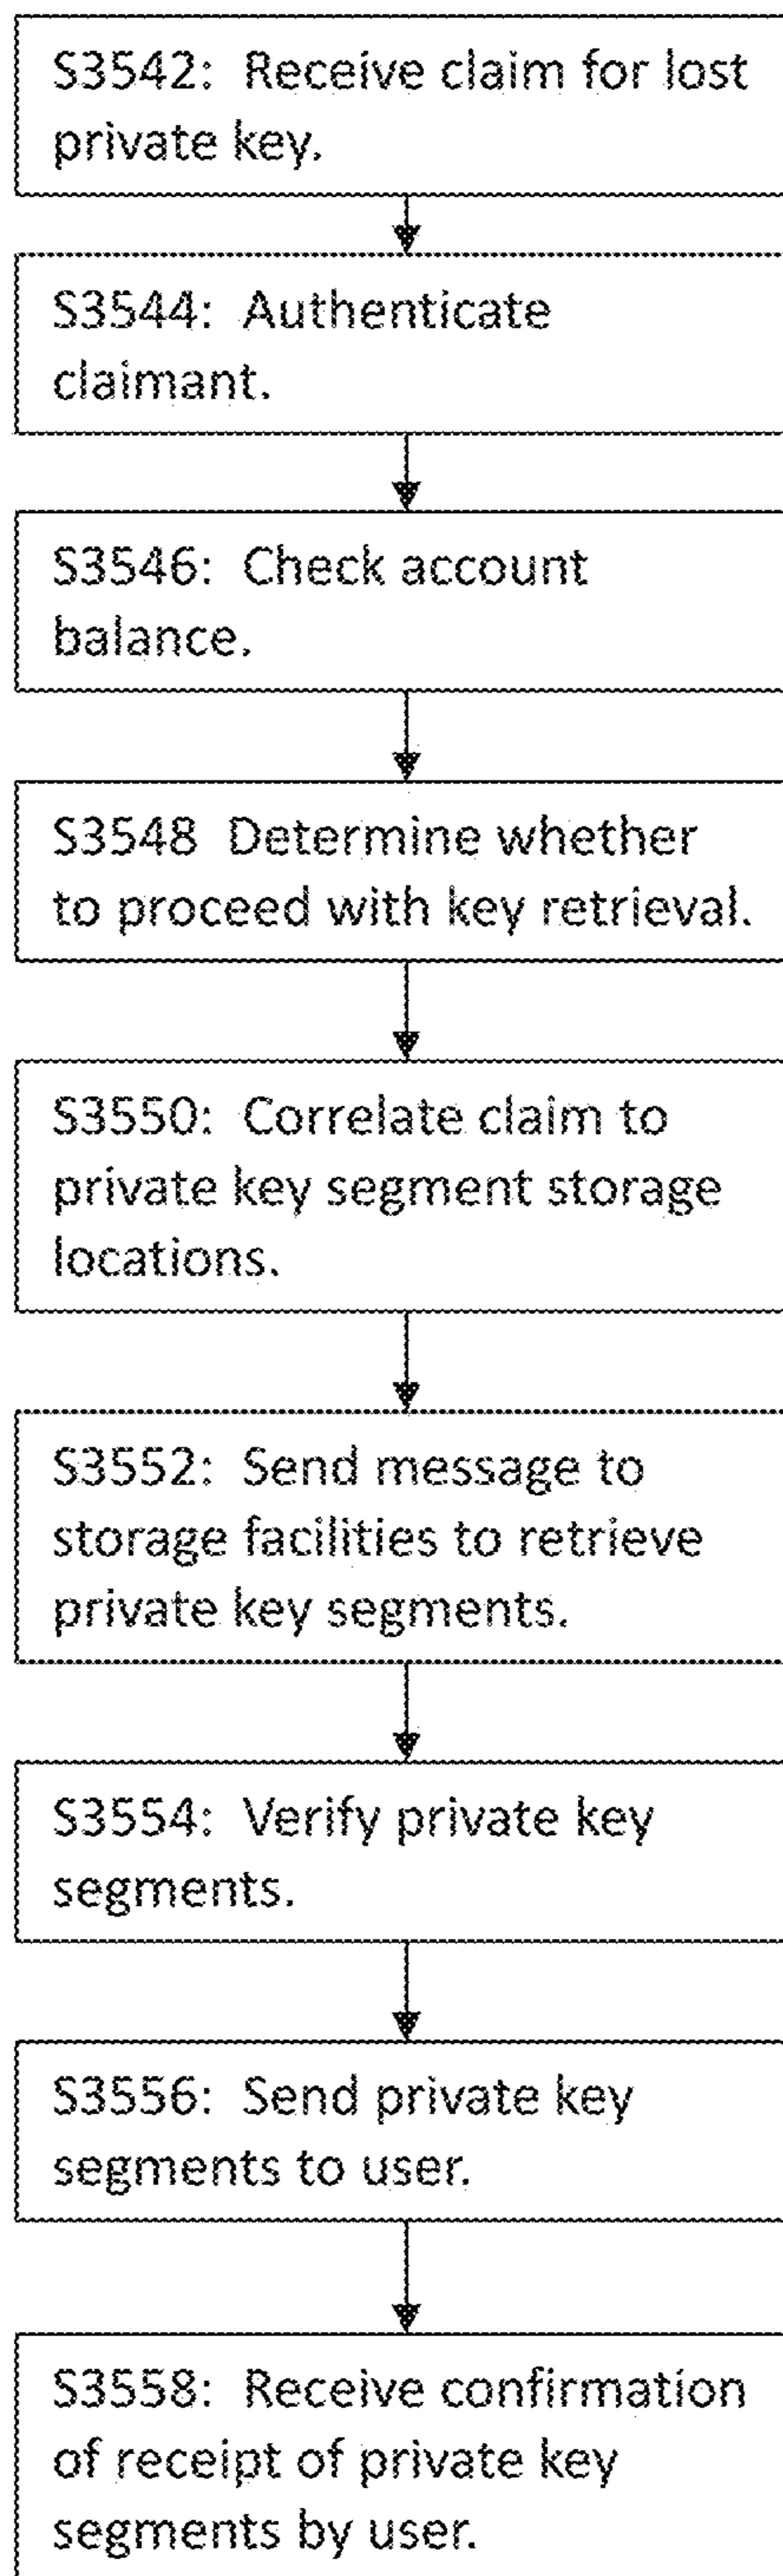 S3542: Receive claim for lost
private key.
S3544: Authenticate
claimant.
S3546: Check account
balance.
S3548 Determine whether
to proceed with key retrieval.
S3550: Correlate claim to
private key segment storage
locations.
S3552: Send message to
storage facilities to retrieve
private key segments.
S3554: Verify private key
segments.
S3556: Send private key
segments to user.
S3558: Receive confirmation
of receipt of private key
segments by user.